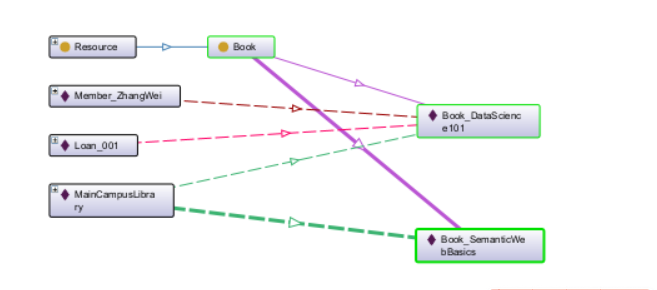 Resource
Book
Member_ZhangWei
Book_DataScienc
e101
Loan_001
MainCampusLibra
ry
Book_SemanticWe
bBasics